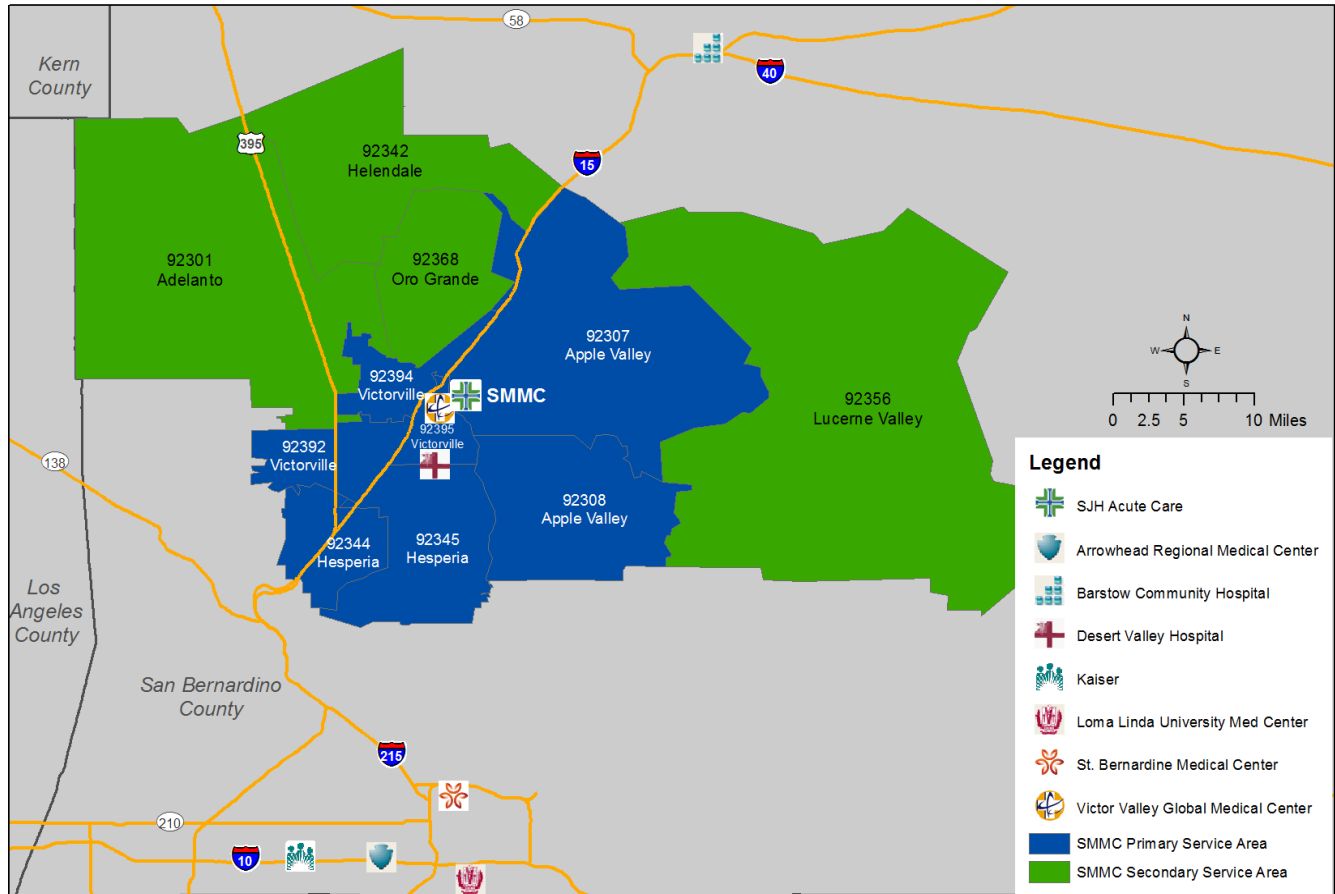 58
Kern
County
40
395
92342
Helendale
15
92301
Adelanto
92368
Oro Grande
92307
Apple Valley
N
W
E
S
92394
Victorville
SMMC
92356
Lucerne Valley
0 2.5 5 10 Miles
92395
Victorville
92392
Victorville
138
92308
Apple Valley
92344
Hesperia
92345
Hesperia
Los
Angeles
County
San Bernardino
County
215
210
10
Legend
SJH Acute Care
Arrowhead Regional Medical Center
Barstow Community Hospital
Desert Valley Hospital
Kaiser
Loma Linda University Med Center
St. Bernardine Medical Center
Victor Valley Global Medical Center
SMMC Primary Service Area
SMMC Secondary Service Area